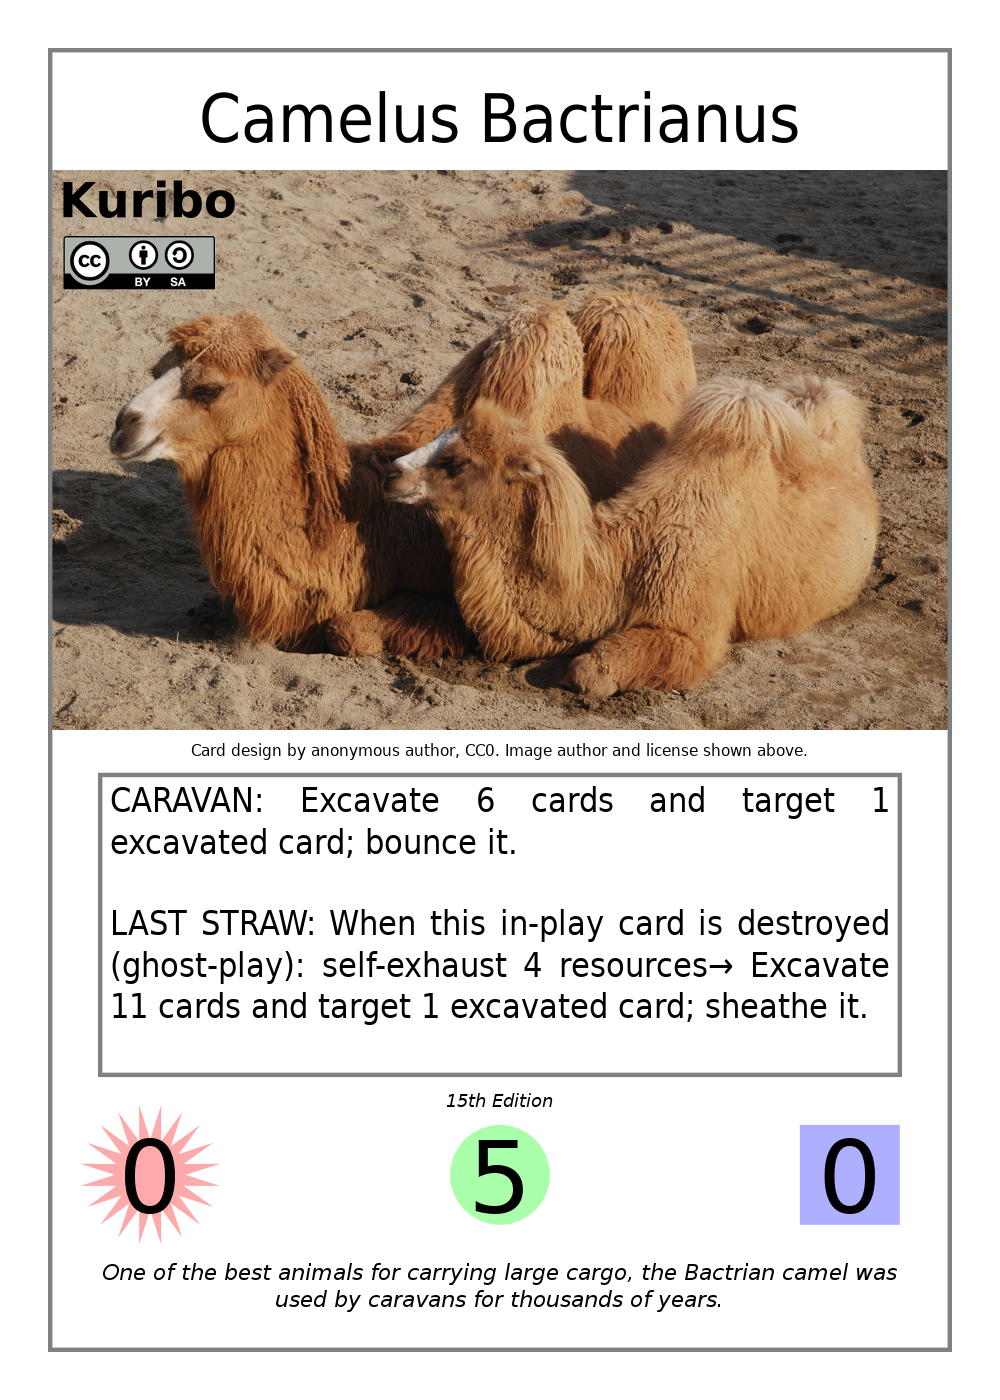 Camelus Bactrianus
Kuribo
cc
BY SA
Card design by anonymous author, CC0. Image author and license shown above.
CARAVAN: Excavate 6 cards and target 1
excavated card; bounce it.
LAST STRAW: When this in-play card is destroyed
(ghost-play): self-exhaust 4 resources→ Excavate
11 cards and target 1 excavated card; sheathe it.
15th Edition
0 5 0
One of the best animals for carrying large cargo, the Bactrian camel was
used by caravans for thousands of years.